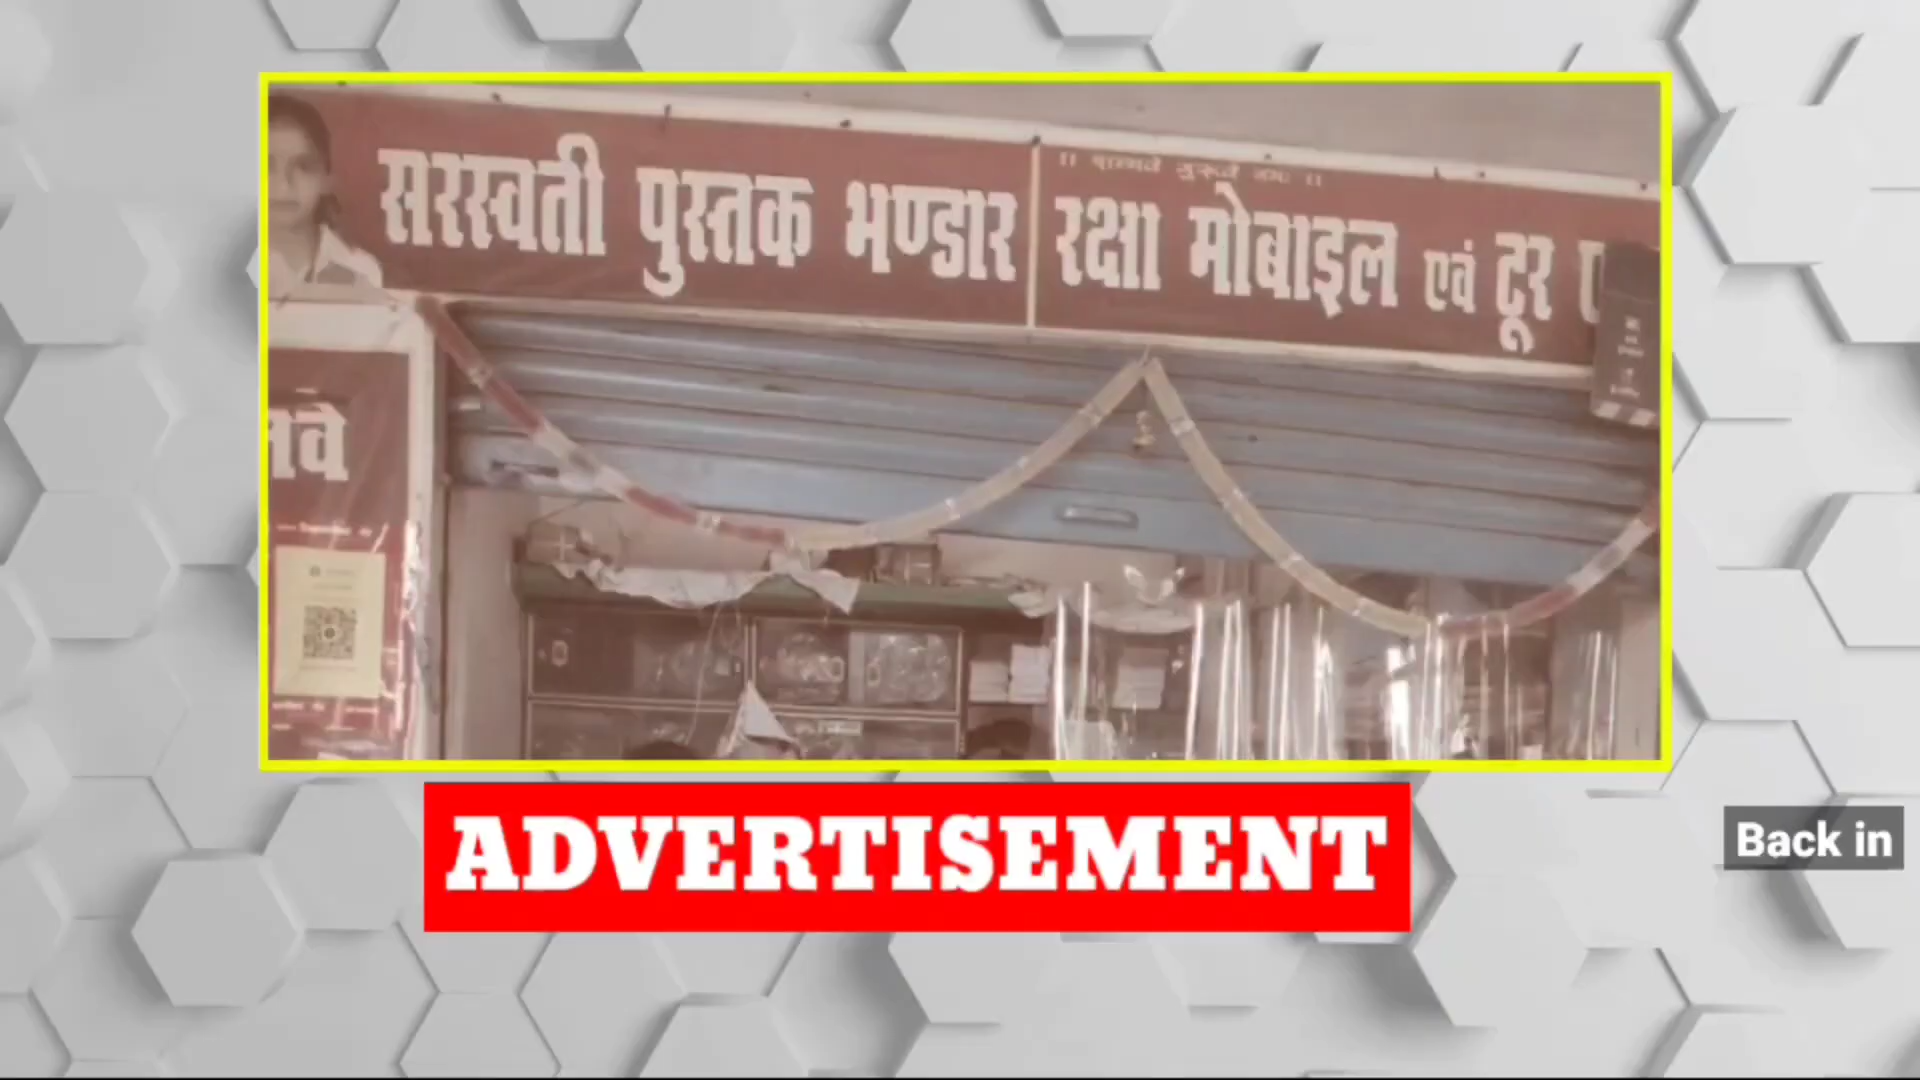 सरस्वती पुस्तक भण्डार
रक्षा मोबाइल एवं टूर
ADVERTISEMENT
Back in